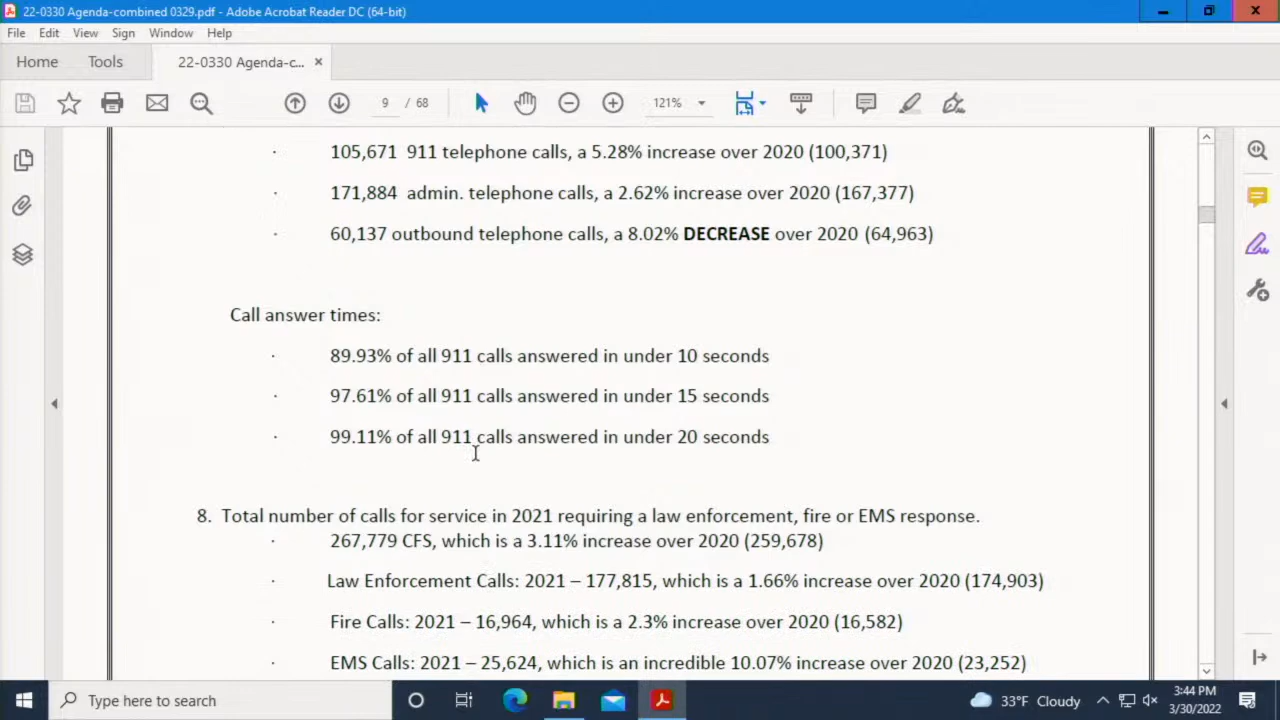 22-0330 Agenda-combined 0329.pdf - Adobe Acrobat Reader DC (64-bit)
File Edit View Sign Window Help
Home Tools 22-0330 Agenda-c... ×
9 / 68 121%
· 105,671 911 telephone calls, a 5.28% increase over 2020 (100,371)
· 171,884 admin. telephone calls, a 2.62% increase over 2020 (167,377)
· 60,137 outbound telephone calls, a 8.02% DECREASE over 2020 (64,963)
Call answer times:
· 89.93% of all 911 calls answered in under 10 seconds
· 97.61% of all 911 calls answered in under 15 seconds
· 99.11% of all 911 calls answered in under 20 seconds
8. Total number of calls for service in 2021 requiring a law enforcement, fire or EMS response.
· 267,779 CFS, which is a 3.11% increase over 2020 (259,678)
· Law Enforcement Calls: 2021 – 177,815, which is a 1.66% increase over 2020 (174,903)
· Fire Calls: 2021 – 16,964, which is a 2.3% increase over 2020 (16,582)
· EMS Calls: 2021 – 25,624, which is an incredible 10.07% increase over 2020 (23,252)
Type here to search
33°F Cloudy
3:44 PM
3/30/2022